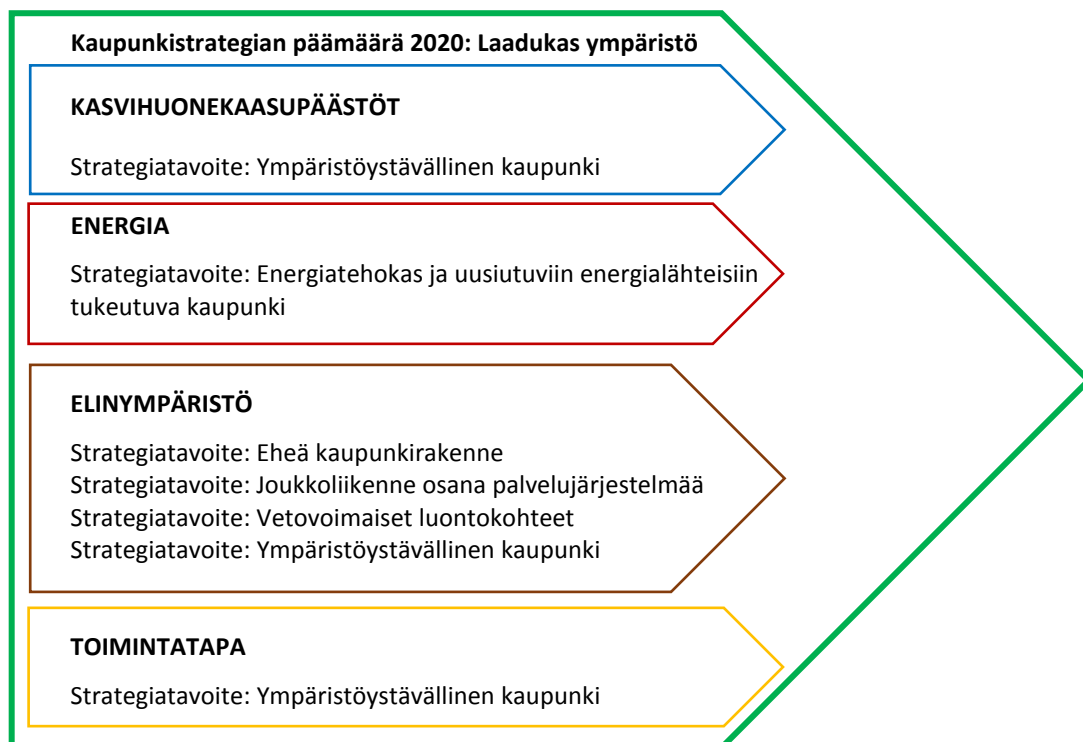 Kaupunkistrategian päämäärä 2020: Laadukas ympäristö
KASVIHUONEKAASUPÄÄSTÖT
Strategiatavoite: Ympäristöystävällinen kaupunki
ENERGIA
Strategiatavoite: Energiatehokas ja uusiutuviin energialähteisiin
tukeutuva kaupunki
ELINYMPÄRISTÖ
Strategiatavoite: Eheä kaupunkirakenne
Strategiatavoite: Joukkoliikenne osana palvelujärjestelmää
Strategiatavoite: Vetovoimaiset luontokohteet
Strategiatavoite: Ympäristöystävällinen kaupunki
TOIMINTATAPA
Strategiatavoite: Ympäristöystävällinen kaupunki